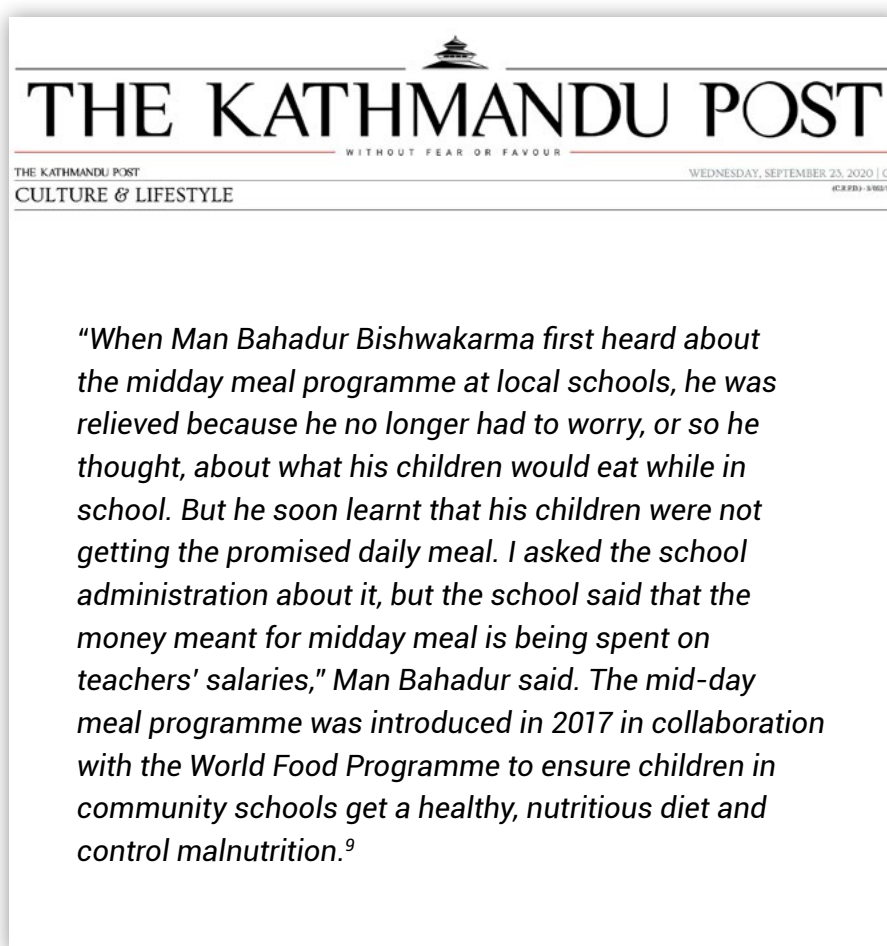 THE KATHMANDU POST
WITHOUT FEAR OR FAVOUR
THE KATHMANDU POST
WEDNESDAY, SEPTEMBER 23, 2020 |
CULTURE & LIFESTYLE
“When Man Bahadur Bishwakarma first heard about
the midday meal programme at local schools, he was
relieved because he no longer had to worry, or so he
thought, about what his children would eat while in
school. But he soon learnt that his children were not
getting the promised daily meal. I asked the school
administration about it, but the school said that the
money meant for midday meal is being spent on
teachers’ salaries,” Man Bahadur said. The mid-day
meal programme was introduced in 2017 in collaboration
with the World Food Programme to ensure children in
community schools get a healthy, nutritious diet and
control malnutrition.⁹